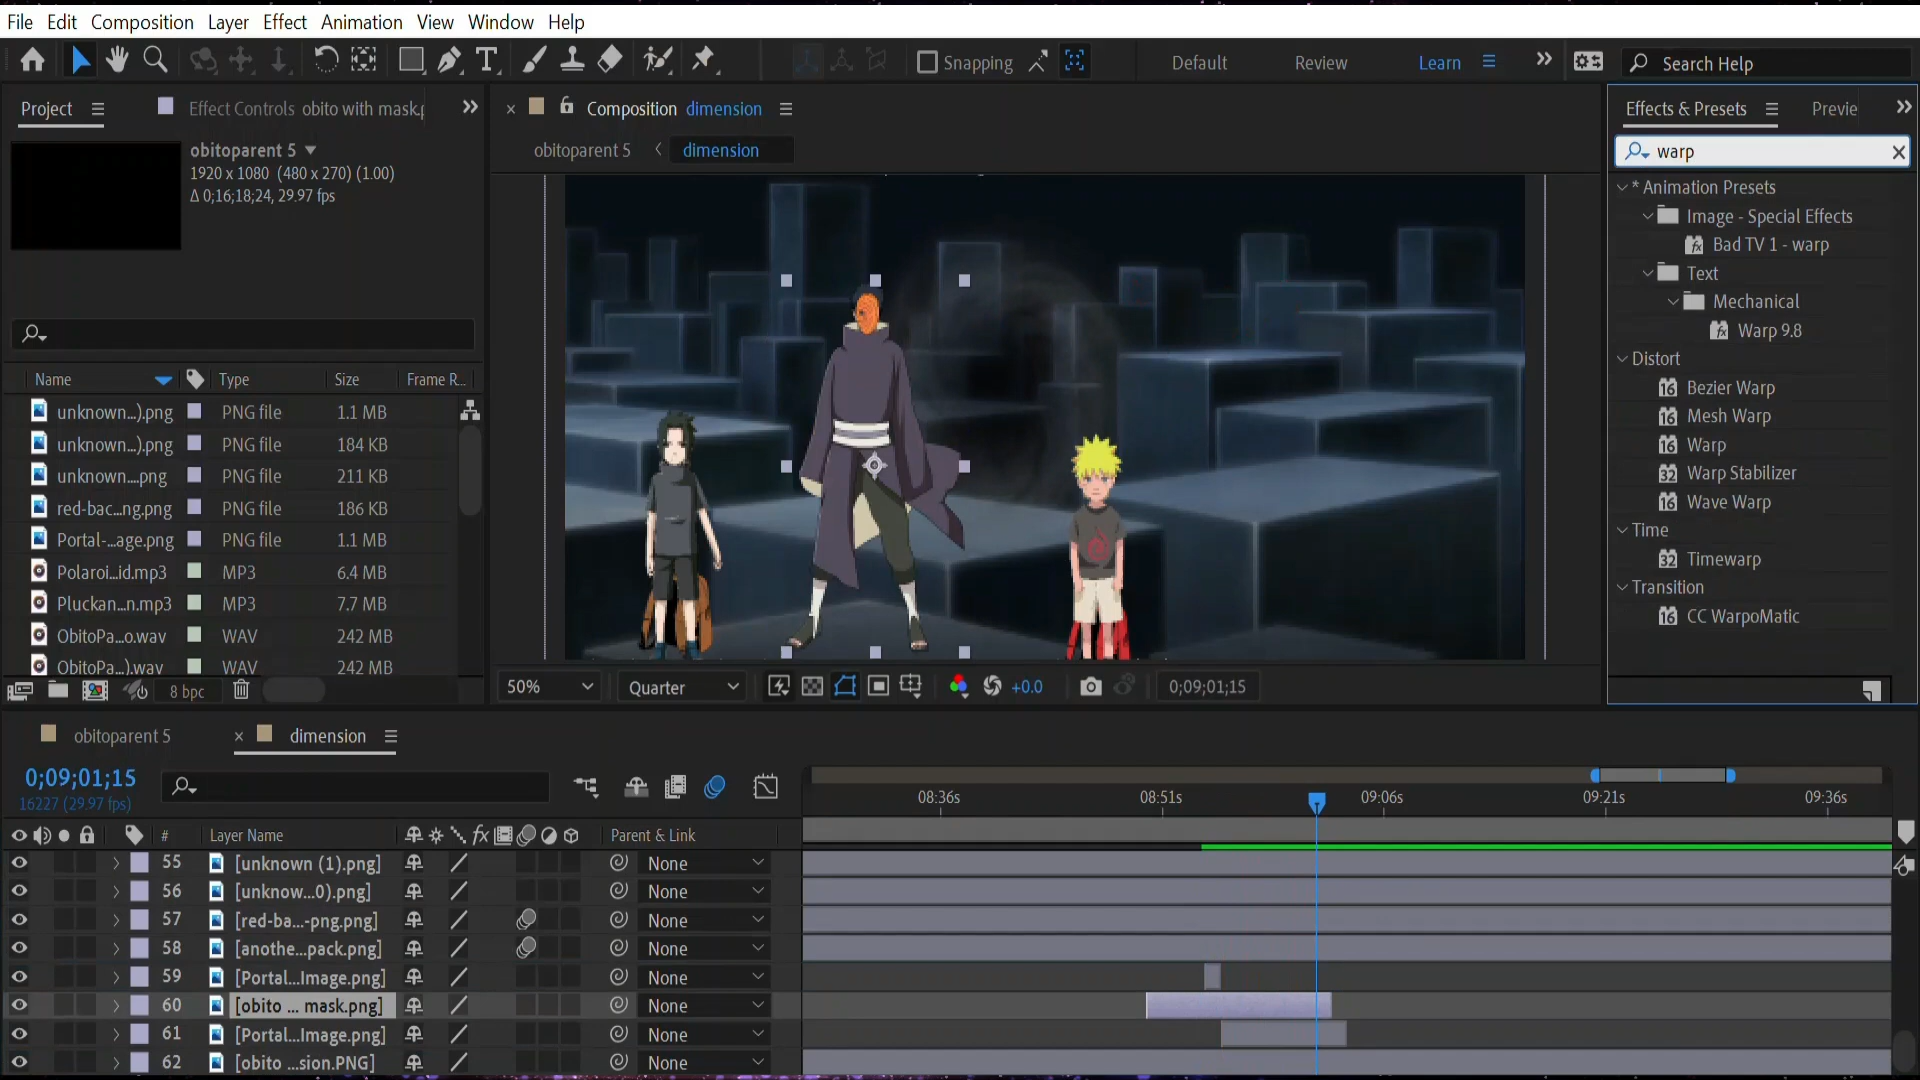 File Edit Composition Layer Effect Animation View Window Help
Snapping Default Review Learn Search Help
Project Effect Controls obito with mask.p
Composition dimension
Effects & Presets Previe
obitoparent 5
1920 x 1080 (480 x 270) (1.00)
Δ 0;16;18;24, 29.97 fps
obitoparent 5 dimension
warp
* Animation Presets
Image - Special Effects
Bad TV 1 - warp
Text
Mechanical
Warp 9.8
Distort
16 Bezier Warp
16 Mesh Warp
16 Warp
32 Warp Stabilizer
16 Wave Warp
Time
32 Timewarp
Transition
16 CC WarpoMatic
Name Type Size Frame R...
unknown...).png PNG file 1.1 MB
unknown...).png PNG file 184 KB
unknown....png PNG file 211 KB
red-bac...ng.png PNG file 186 KB
Portal-...age.png PNG file 1.1 MB
Polaroi...id.mp3 MP3 6.4 MB
Pluckan...n.mp3 MP3 7.7 MB
ObitoPa...o.wav WAV 242 MB
ObitoPa...).wav WAV 242 MB
8 bpc
50% Quarter +0.0 0;09;01;15
obitoparent 5 dimension
0;09;01;15
16227 (29.97 fps)
08:36s 08:51s 09:06s 09:21s 09:36s
# Layer Name fx Parent & Link
55 [unknown (1).png] None
56 [unknow...0).png] None
57 [red-ba...-png.png] None
58 [anothe...pack.png] None
59 [Portal...Image.png] None
60 [obito ... mask.png] None
61 [Portal...Image.png] None
62 [obito ...sion.PNG] None